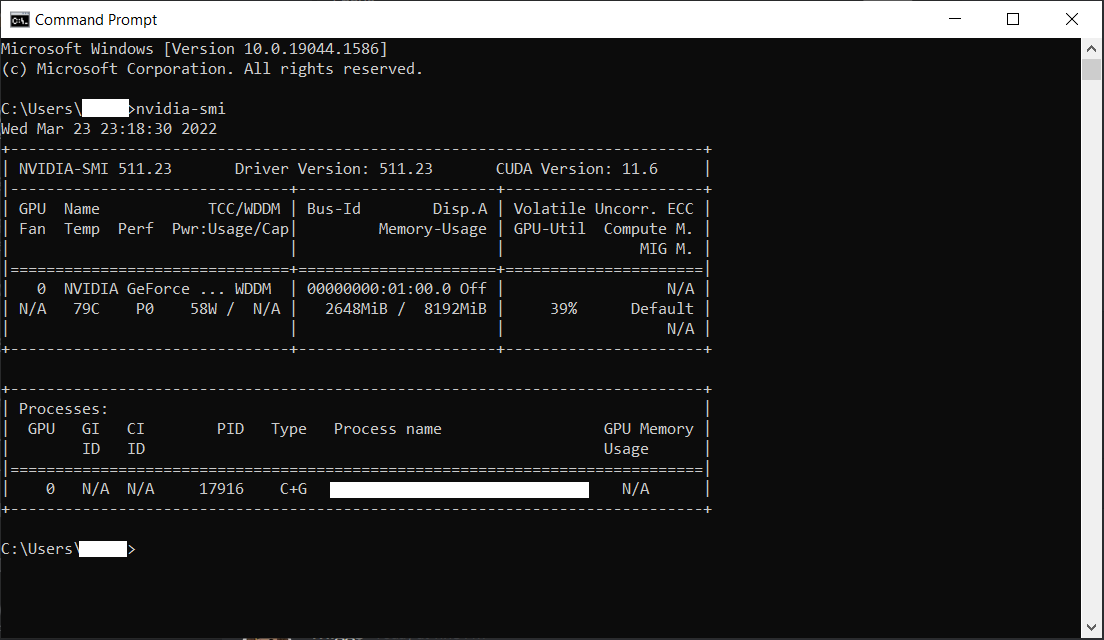 Command Prompt
Microsoft Windows [Version 10.0.19044.1586]
(c) Microsoft Corporation. All rights reserved.
C:\Users\     >nvidia-smi
Wed Mar 23 23:18:30 2022
+-----------------------------------------------------------------------------+
| NVIDIA-SMI 511.23       Driver Version: 511.23       CUDA Version: 11.6     |
|-------------------------------+----------------------+----------------------+
| GPU  Name            TCC/WDDM | Bus-Id        Disp.A | Volatile Uncorr. ECC |
| Fan  Temp  Perf  Pwr:Usage/Cap|         Memory-Usage | GPU-Util  Compute M. |
|                               |                      |               MIG M. |
|===============================+======================+======================|
|   0  NVIDIA GeForce ... WDDM  | 00000000:01:00.0 Off |                  N/A |
| N/A   79C    P0    58W /  N/A |   2648MiB /  8192MiB |     39%      Default |
|                               |                      |                  N/A |
+-------------------------------+----------------------+----------------------+
+-----------------------------------------------------------------------------+
| Processes:                                                                  |
|  GPU   GI   CI        PID   Type   Process name                  GPU Memory |
|        ID   ID                                                   Usage      |
|=============================================================================|
|    0   N/A  N/A     17916    C+G                                   N/A      |
+-----------------------------------------------------------------------------+
C:\Users\     >